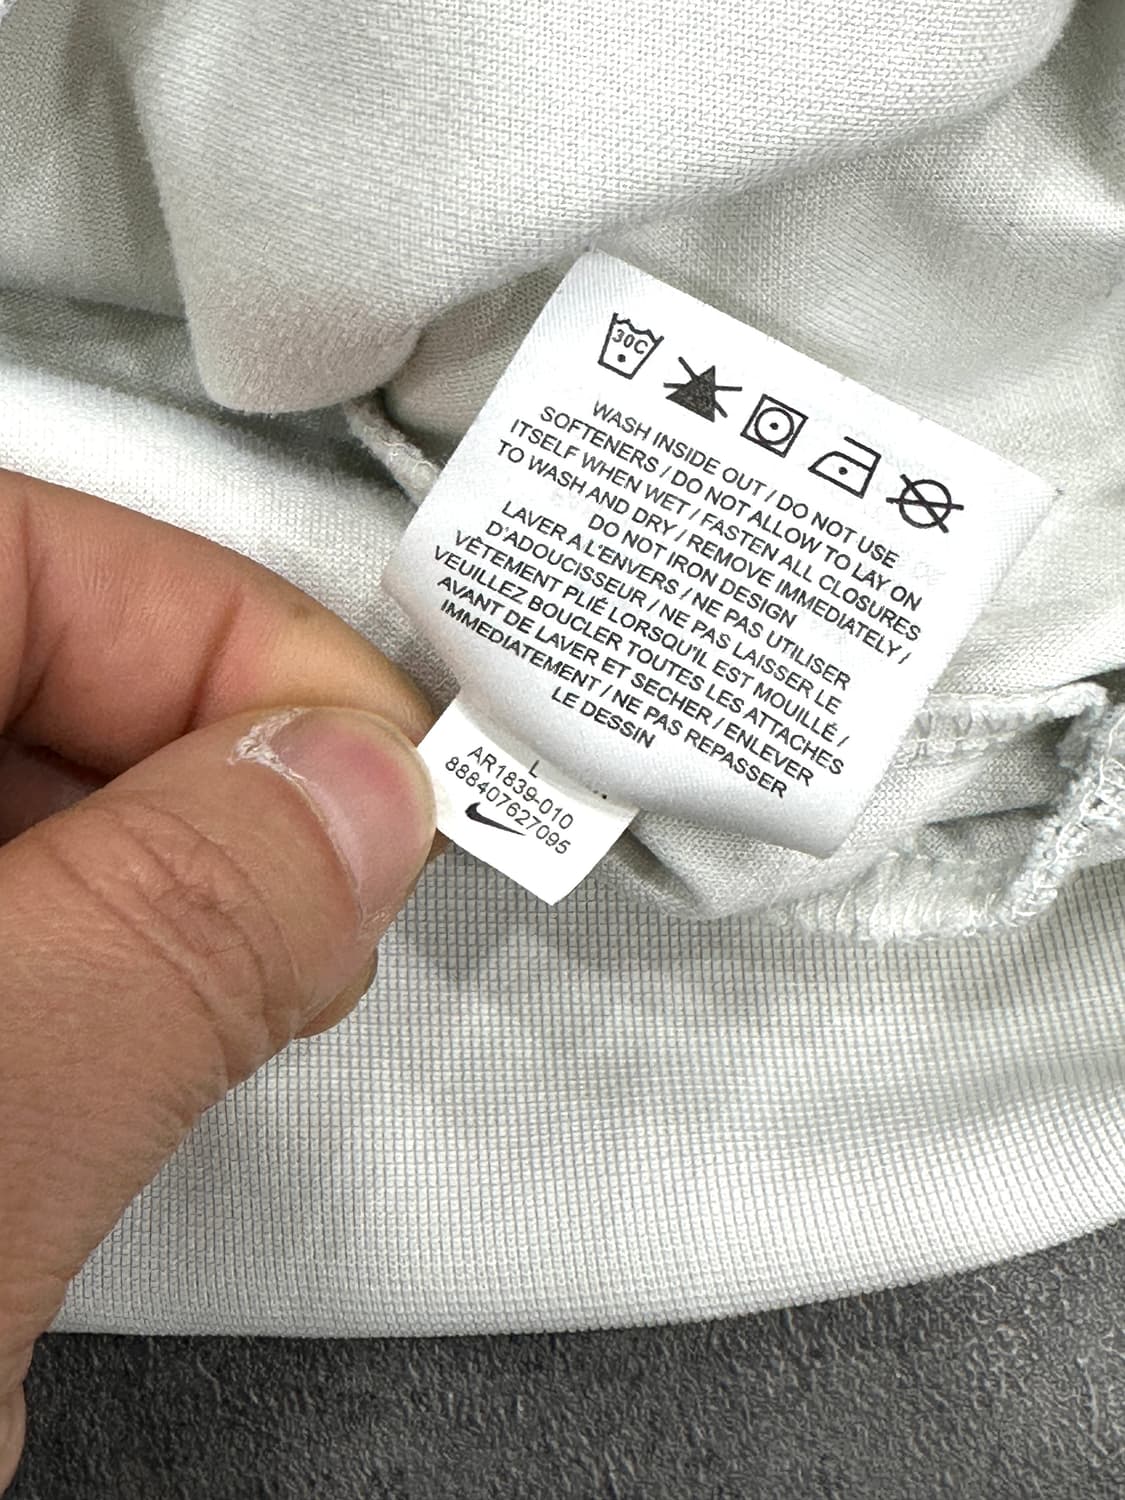 30C
WASH INSIDE OUT / DO NOT USE
SOFTENERS / DO NOT ALLOW TO LAY ON
ITSELF WHEN WET / FASTEN ALL CLOSURES
TO WASH AND DRY / REMOVE IMMEDIATELY /
DO NOT IRON DESIGN
LAVER A L'ENVERS / NE PAS UTILISER
D'ADOUCISSEUR / NE PAS LAISSER LE
VÊTEMENT PLIÉ LORSQU'IL EST MOUILLÉ /
VEUILLEZ BOUCLER TOUTES LES ATTACHES
AVANT DE LAVER ET SECHER / ENLEVER
IMMEDIATEMENT / NE PAS REPASSER
LE DESSIN
L
AR1839-010
888407627095